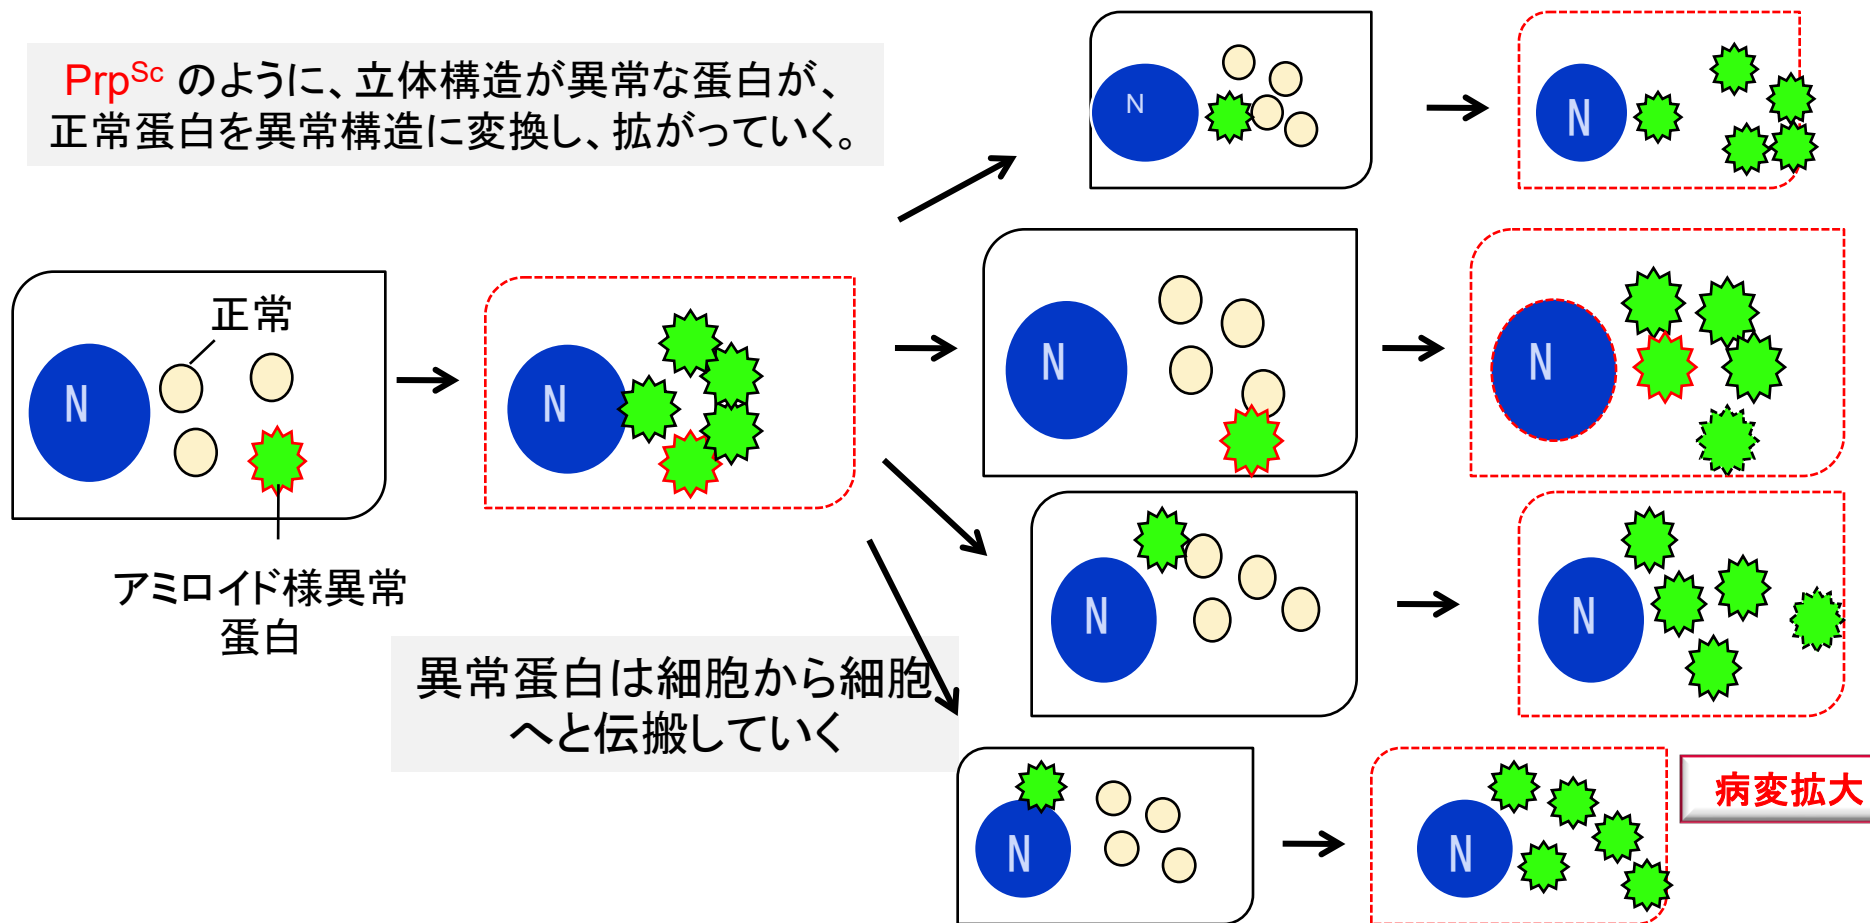 PrpSc のように、立体構造が異常な蛋白が、
正常蛋白を異常構造に変換し、拡がっていく。
N
N
正常
N
N
N
N
アミロイド様異常
蛋白
N
N
異常蛋白は細胞から細胞
へと伝搬していく
病変拡大
N
N